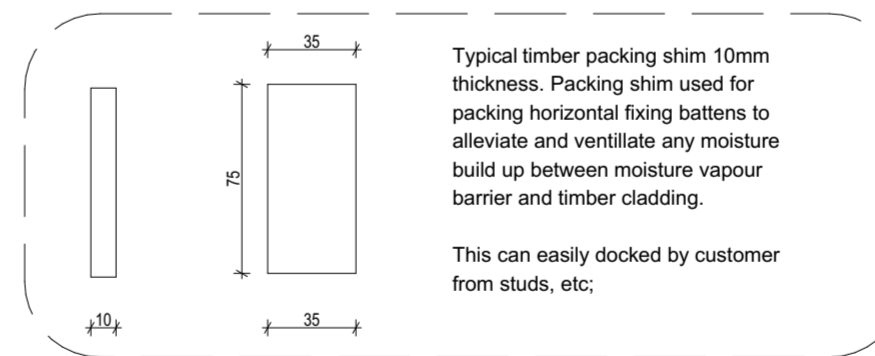 35
Typical timber packing shim 10mm
thickness. Packing shim used for
packing horizontal fixing battens to
alleviate and ventillate any moisture
build up between moisture vapour
barrier and timber cladding.
This can easily docked by customer
from studs, etc;
75
10
35